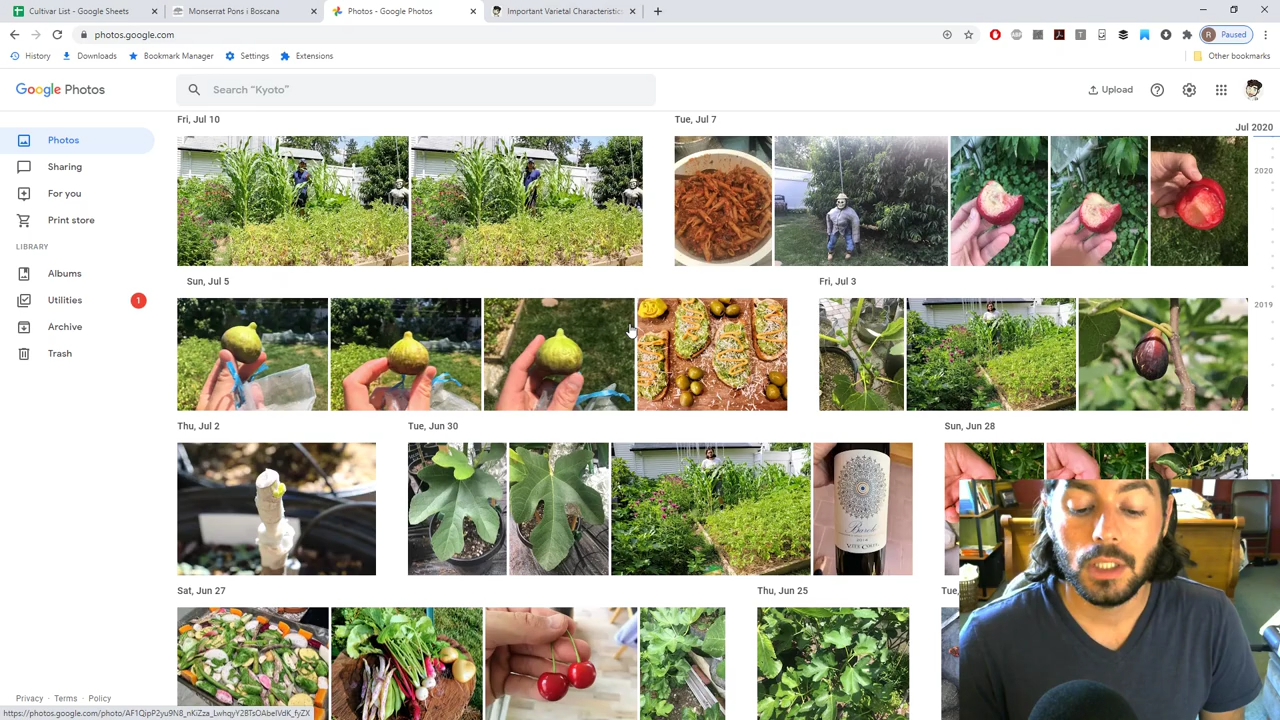 Cultivar List - Google Sheets
Monserrat Pons i Boscana
Photos - Google Photos
Important Varietal Characteristics
photos.google.com
Paused
History
Downloads
Bookmark Manager
Settings
Extensions
Other bookmarks
Google Photos
Search “Kyoto”
Upload
Photos
Sharing
For you
Print store
LIBRARY
Albums
Utilities
1
Archive
Trash
Fri, Jul 10
Tue, Jul 7
Jul 2020
2020
Sun, Jul 5
Fri, Jul 3
2019
Thu, Jul 2
Tue, Jun 30
Sun, Jun 28
Barolo
Sat, Jun 27
Thu, Jun 25
Tue,
Privacy · Terms · Policy